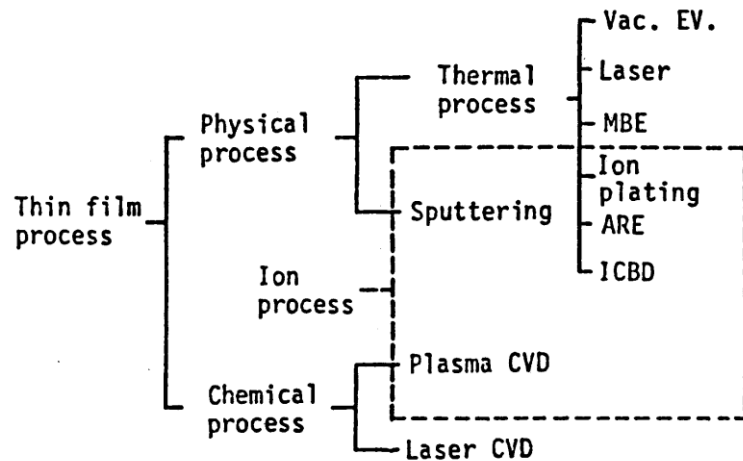 Vac. EV.
Laser
Thermal
process
MBE
Physical
process
Ion
plating
Thin film
process
Sputtering
ARE
Ion
process
ICBD
Plasma CVD
Chemical
process
Laser CVD